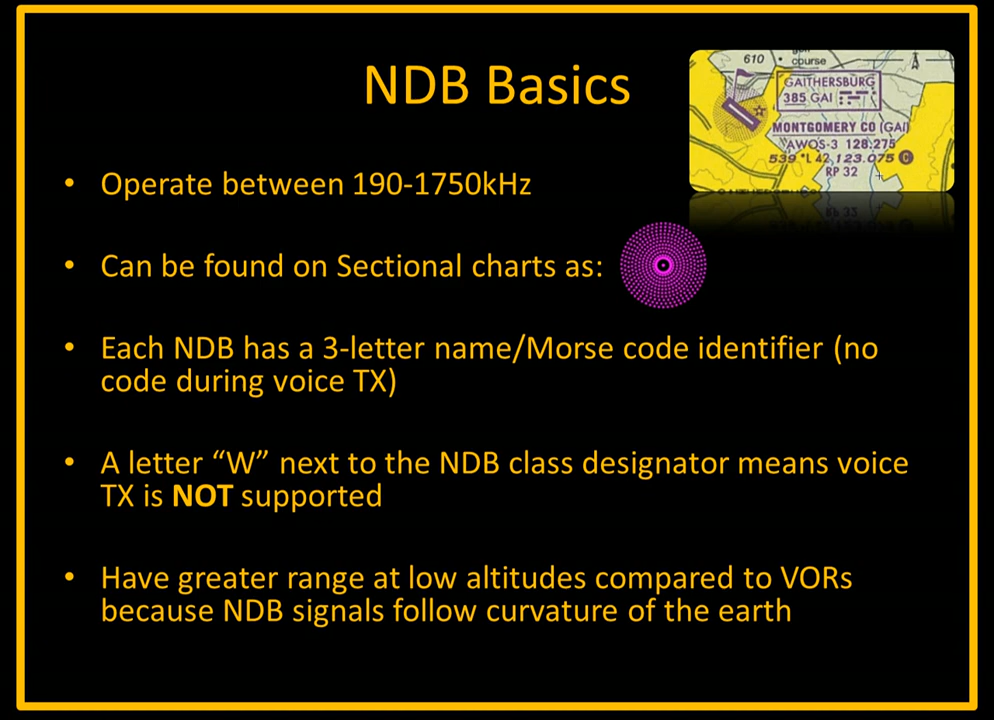 NDB Basics
610 • course
GAITHERSBURG
385 GAI
MONTGOMERY CO (GAI)
AWOS-3 128.275
539 *L 42 123.075 C
RP 32
• Operate between 190-1750kHz
• Can be found on Sectional charts as:
• Each NDB has a 3-letter name/Morse code identifier (no
code during voice TX)
• A letter “W” next to the NDB class designator means voice
TX is NOT supported
• Have greater range at low altitudes compared to VORs
because NDB signals follow curvature of the earth